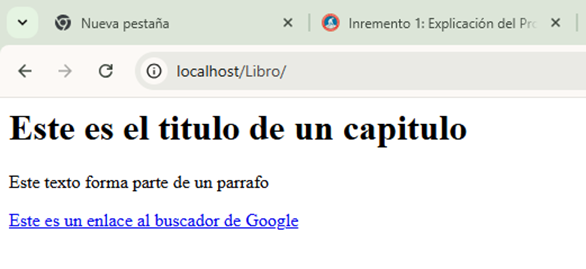 Nueva pestaña
Inremento 1: Explicación del Pr
localhost/Libro/
Este es el titulo de un capitulo
Este texto forma parte de un parrafo
Este es un enlace al buscador de Google